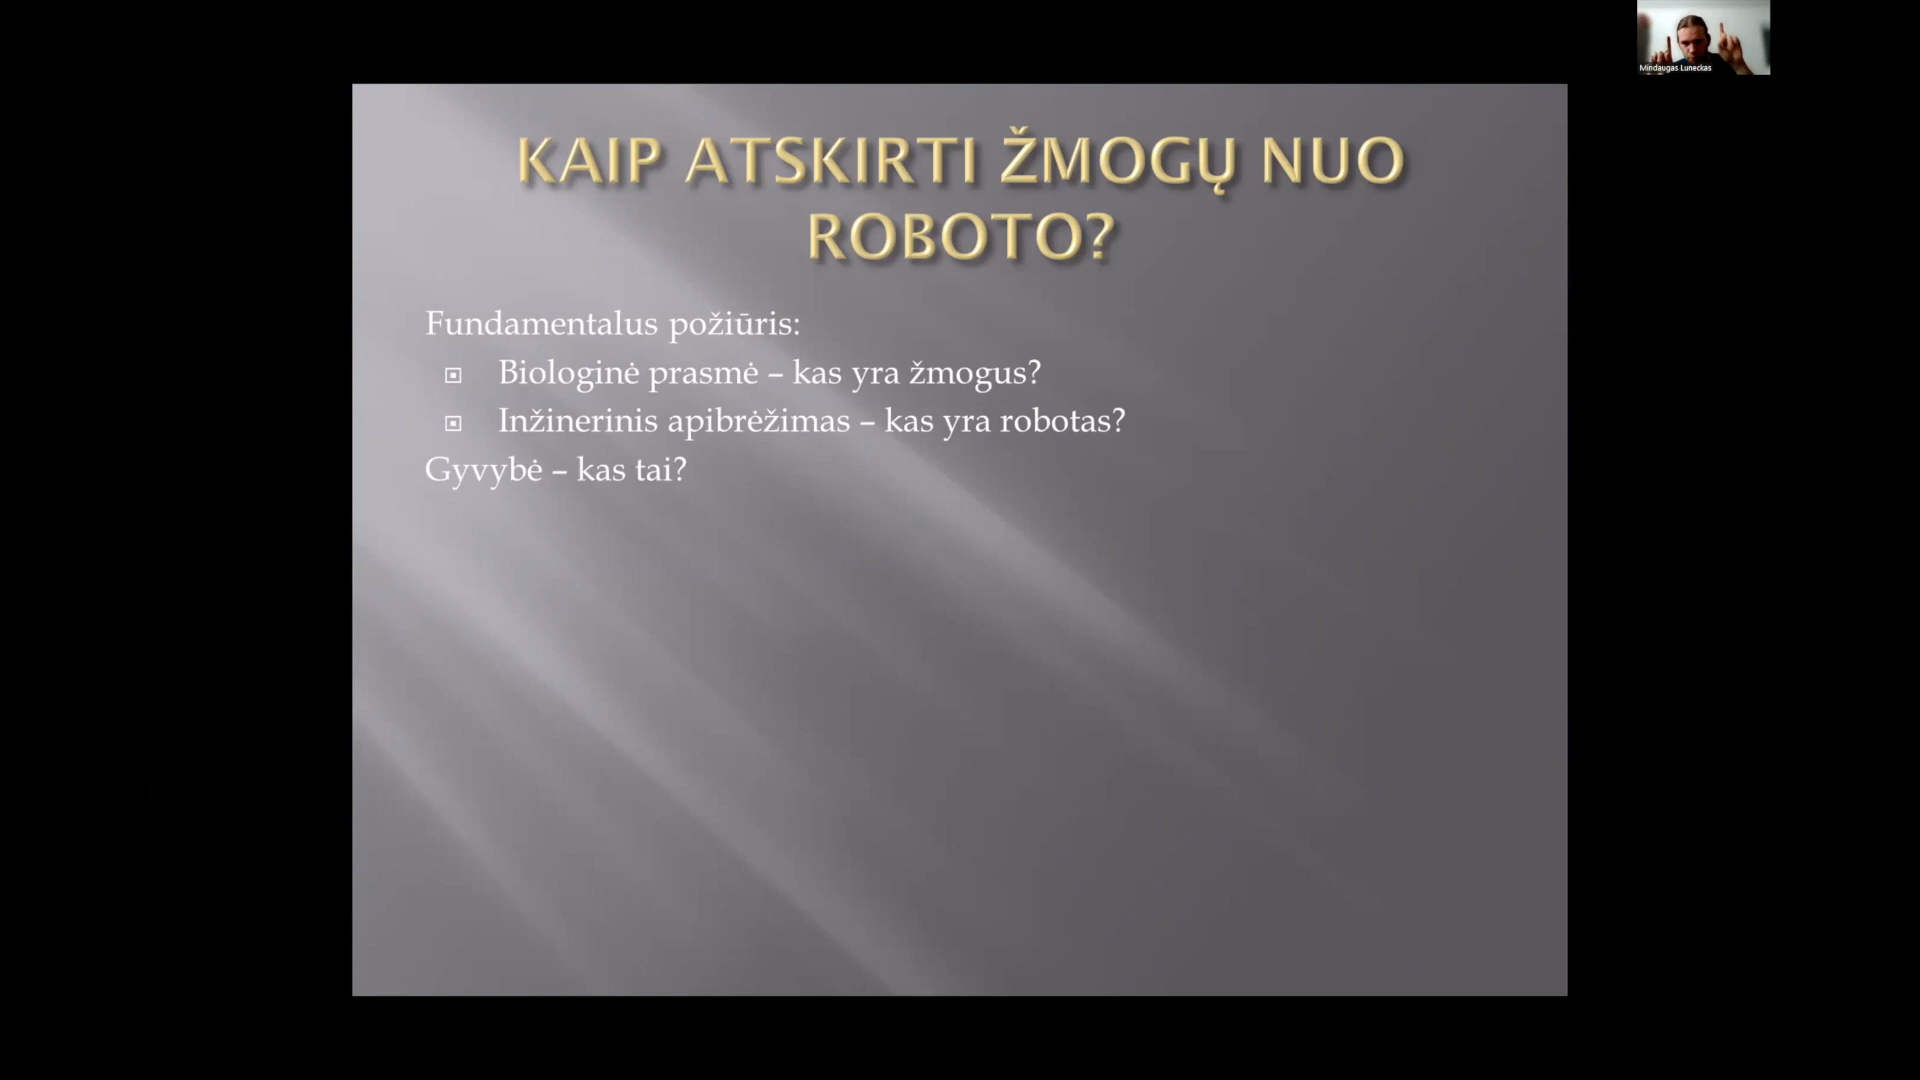 Mindaugas Luneckas
KAIP ATSKIRTI ŽMOGŲ NUO
ROBOTO?
Fundamentalus požiūris:
Biologinė prasmė – kas yra žmogus?
Inžinerinis apibrėžimas – kas yra robotas?
Gyvybė – kas tai?